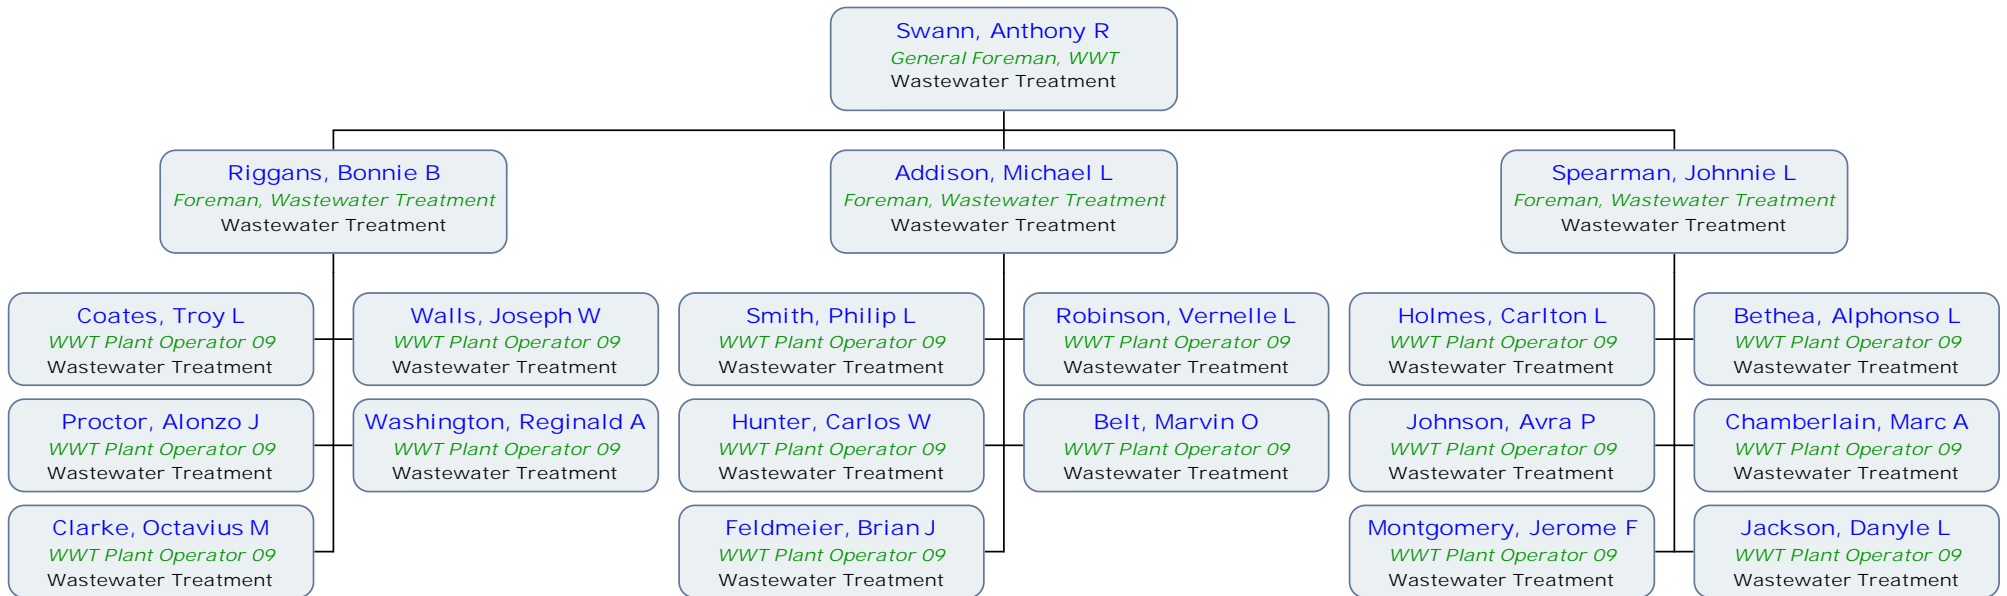 Swann, Anthony R
General Foreman, WWT
Wastewater Treatment
Riggans, Bonnie B
Foreman, Wastewater Treatment
Wastewater Treatment
Addison, Michael L
Foreman, Wastewater Treatment
Wastewater Treatment
Spearman, Johnnie L
Foreman, Wastewater Treatment
Wastewater Treatment
Coates, Troy L
WWT Plant Operator 09
Wastewater Treatment
Walls, Joseph W
WWT Plant Operator 09
Wastewater Treatment
Smith, Philip L
WWT Plant Operator 09
Wastewater Treatment
Robinson, Vernelle L
WWT Plant Operator 09
Wastewater Treatment
Holmes, Carlton L
WWT Plant Operator 09
Wastewater Treatment
Bethea, Alphonso L
WWT Plant Operator 09
Wastewater Treatment
Proctor, Alonzo J
WWT Plant Operator 09
Wastewater Treatment
Washington, Reginald A
WWT Plant Operator 09
Wastewater Treatment
Hunter, Carlos W
WWT Plant Operator 09
Wastewater Treatment
Belt, Marvin O
WWT Plant Operator 09
Wastewater Treatment
Johnson, Avra P
WWT Plant Operator 09
Wastewater Treatment
Chamberlain, Marc A
WWT Plant Operator 09
Wastewater Treatment
Clarke, Octavius M
WWT Plant Operator 09
Wastewater Treatment
Feldmeier, Brian J
WWT Plant Operator 09
Wastewater Treatment
Montgomery, Jerome F
WWT Plant Operator 09
Wastewater Treatment
Jackson, Danyle L
WWT Plant Operator 09
Wastewater Treatment